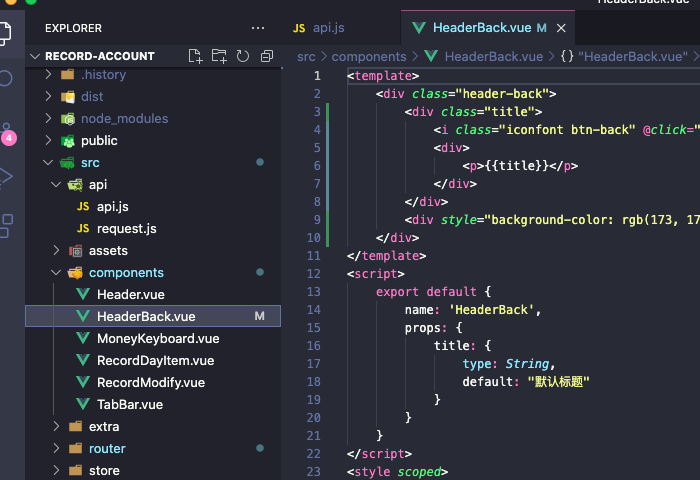 HeaderBack.vue
EXPLORER
RECORD-ACCOUNT
.history
dist
node_modules
public
src
api
JS api.js
JS request.js
assets
components
Header.vue
HeaderBack.vue M
MoneyKeyboard.vue
RecordDayItem.vue
RecordModify.vue
TabBar.vue
extra
router
store
4
JS api.js
HeaderBack.vue M
src > components > HeaderBack.vue > {} "HeaderBack.vue" >
1 <template>
2 <div class="header-back">
3 <div class="title">
4 <i class="iconfont btn-back" @click="
5 <div>
6 <p>{{title}}</p>
7 </div>
8 </div>
9 <div style="background-color: rgb(173, 17
10 </div>
11 </template>
12 <script>
13 export default {
14 name: 'HeaderBack',
15 props: {
16 title: {
17 type: String,
18 default: "默认标题"
19 }
20 }
21 }
22 </script>
23 <style scoped>